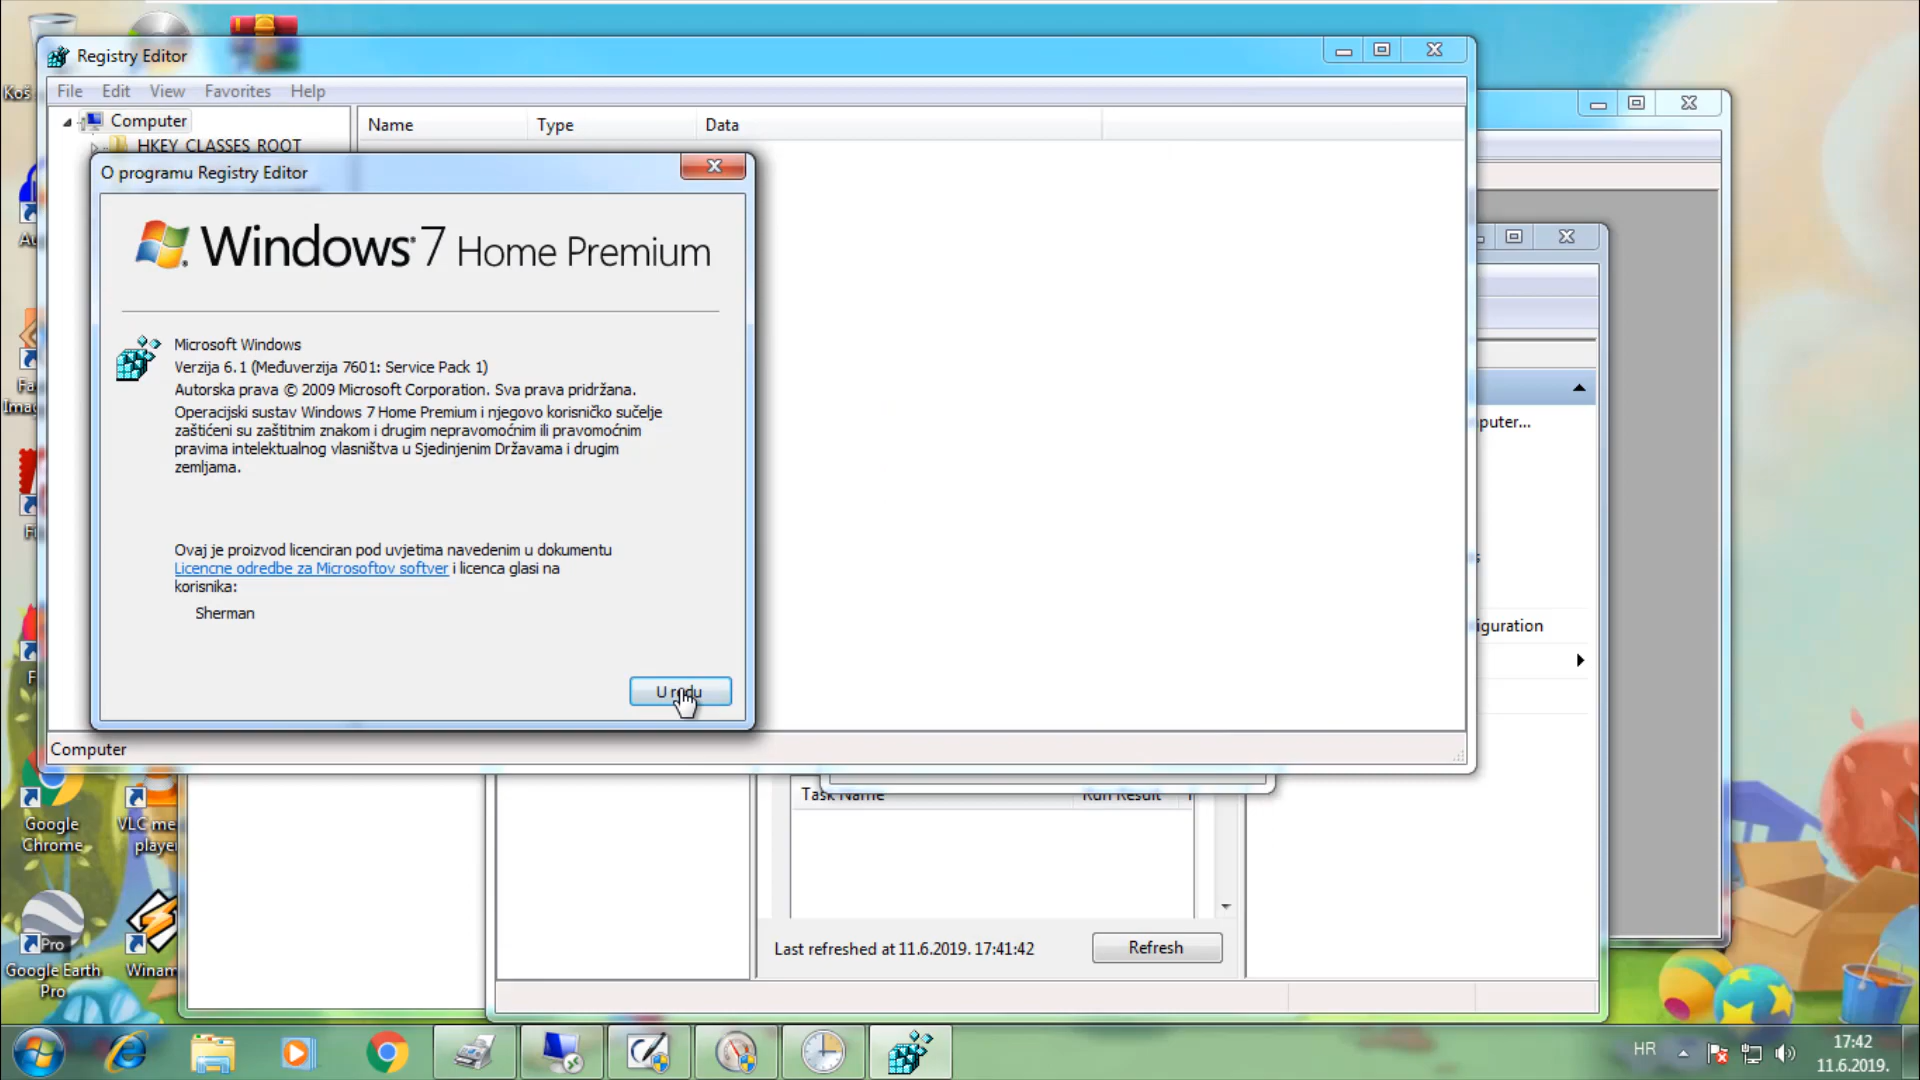 Registry Editor
File Edit View Favorites Help
Computer
HKEY_CLASSES_ROOT
Name Type Data
O programu Registry Editor
Windows 7 Home Premium
Microsoft Windows
Verzija 6.1 (Međuverzija 7601: Service Pack 1)
Autorska prava © 2009 Microsoft Corporation. Sva prava pridržana.
Operacijski sustav Windows 7 Home Premium i njegovo korisničko sučelje
zaštićeni su zaštitnim znakom i drugim nepravomoćnim ili pravomoćnim
pravima intelektualnog vlasništva u Sjedinjenim Državama i drugim
zemljama.
Ovaj je proizvod licenciran pod uvjetima navedenim u dokumentu
Licencne odredbe za Microsoftov softver i licenca glasi na
korisnika:
Sherman
U redu
Computer
puter...
iguration
Task Name Run Result
Last refreshed at 11.6.2019. 17:41:42
Refresh
Koš
Google
Chrome
VLC me
player
Pro
Google Earth
Pro
Winam
HR
17:42
11.6.2019.